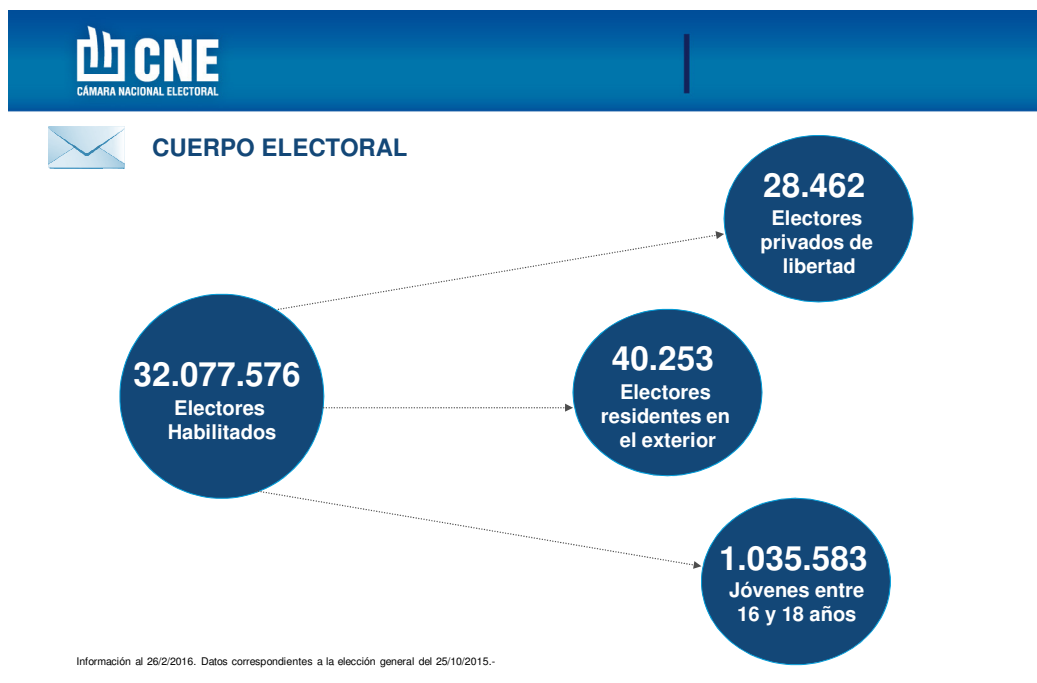 CNE
CÁMARA NACIONAL ELECTORAL
CUERPO ELECTORAL
28.462
Electores
privados de
libertad
32.077.576
Electores
Habilitados
40.253
Electores
residentes en
el exterior
1.035.583
Jóvenes entre
16 y 18 años
Información al 26/2/2016. Datos correspondientes a la elección general del 25/10/2015.-